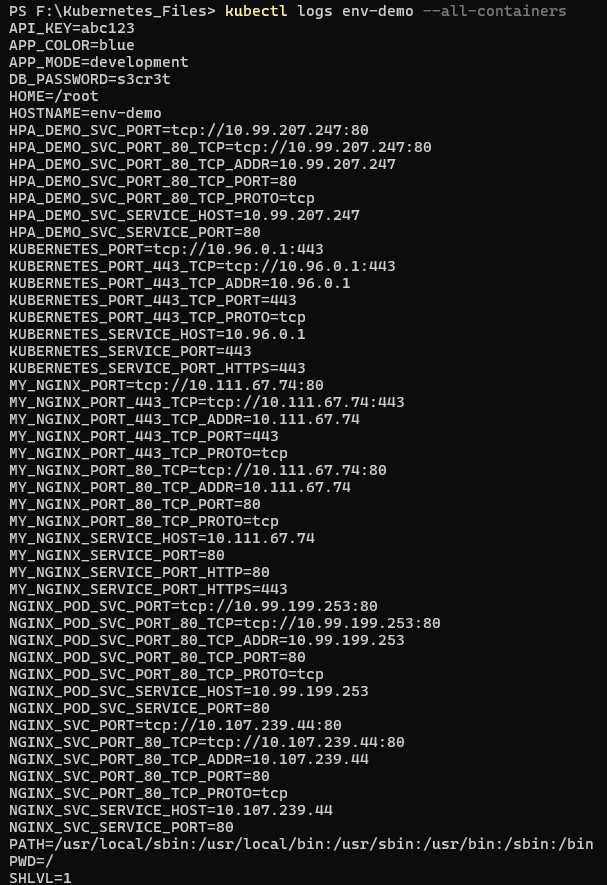 PS F:\Kubernetes_Files> kubectl logs env-demo --all-containers
API_KEY=abc123
APP_COLOR=blue
APP_MODE=development
DB_PASSWORD=s3cr3t
HOME=/root
HOSTNAME=env-demo
HPA_DEMO_SVC_PORT=tcp://10.99.207.247:80
HPA_DEMO_SVC_PORT_80_TCP=tcp://10.99.207.247:80
HPA_DEMO_SVC_PORT_80_TCP_ADDR=10.99.207.247
HPA_DEMO_SVC_PORT_80_TCP_PORT=80
HPA_DEMO_SVC_PORT_80_TCP_PROTO=tcp
HPA_DEMO_SVC_SERVICE_HOST=10.99.207.247
HPA_DEMO_SVC_SERVICE_PORT=80
KUBERNETES_PORT=tcp://10.96.0.1:443
KUBERNETES_PORT_443_TCP=tcp://10.96.0.1:443
KUBERNETES_PORT_443_TCP_ADDR=10.96.0.1
KUBERNETES_PORT_443_TCP_PORT=443
KUBERNETES_PORT_443_TCP_PROTO=tcp
KUBERNETES_SERVICE_HOST=10.96.0.1
KUBERNETES_SERVICE_PORT=443
KUBERNETES_SERVICE_PORT_HTTPS=443
MY_NGINX_PORT=tcp://10.111.67.74:80
MY_NGINX_PORT_443_TCP=tcp://10.111.67.74:443
MY_NGINX_PORT_443_TCP_ADDR=10.111.67.74
MY_NGINX_PORT_443_TCP_PORT=443
MY_NGINX_PORT_443_TCP_PROTO=tcp
MY_NGINX_PORT_80_TCP=tcp://10.111.67.74:80
MY_NGINX_PORT_80_TCP_ADDR=10.111.67.74
MY_NGINX_PORT_80_TCP_PORT=80
MY_NGINX_PORT_80_TCP_PROTO=tcp
MY_NGINX_SERVICE_HOST=10.111.67.74
MY_NGINX_SERVICE_PORT=80
MY_NGINX_SERVICE_PORT_HTTP=80
MY_NGINX_SERVICE_PORT_HTTPS=443
NGINX_POD_SVC_PORT=tcp://10.99.199.253:80
NGINX_POD_SVC_PORT_80_TCP=tcp://10.99.199.253:80
NGINX_POD_SVC_PORT_80_TCP_ADDR=10.99.199.253
NGINX_POD_SVC_PORT_80_TCP_PORT=80
NGINX_POD_SVC_PORT_80_TCP_PROTO=tcp
NGINX_POD_SVC_SERVICE_HOST=10.99.199.253
NGINX_POD_SVC_SERVICE_PORT=80
NGINX_SVC_PORT=tcp://10.107.239.44:80
NGINX_SVC_PORT_80_TCP=tcp://10.107.239.44:80
NGINX_SVC_PORT_80_TCP_ADDR=10.107.239.44
NGINX_SVC_PORT_80_TCP_PORT=80
NGINX_SVC_PORT_80_TCP_PROTO=tcp
NGINX_SVC_SERVICE_HOST=10.107.239.44
NGINX_SVC_SERVICE_PORT=80
PATH=/usr/local/sbin:/usr/local/bin:/usr/sbin:/usr/bin:/sbin:/bin
PWD=/
SHLVL=1